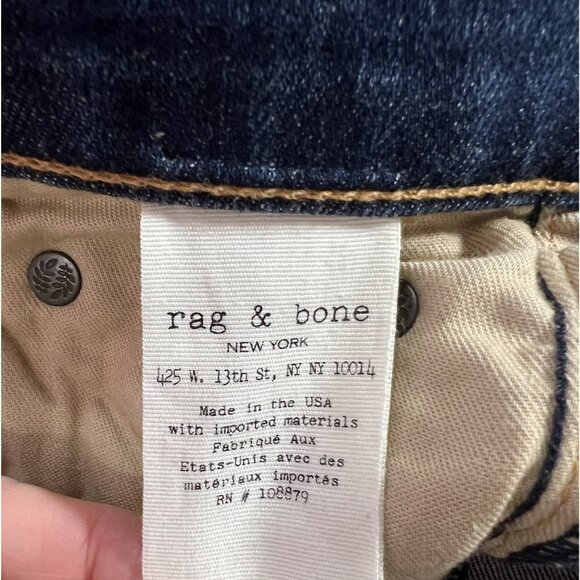 rag & bone
NEW YORK
425 W. 13th St, NY NY 10014
Made in the USA
with imported materials
Fabriqué Aux
Etats-Unis avec des
matériaux importés
RN # 108879